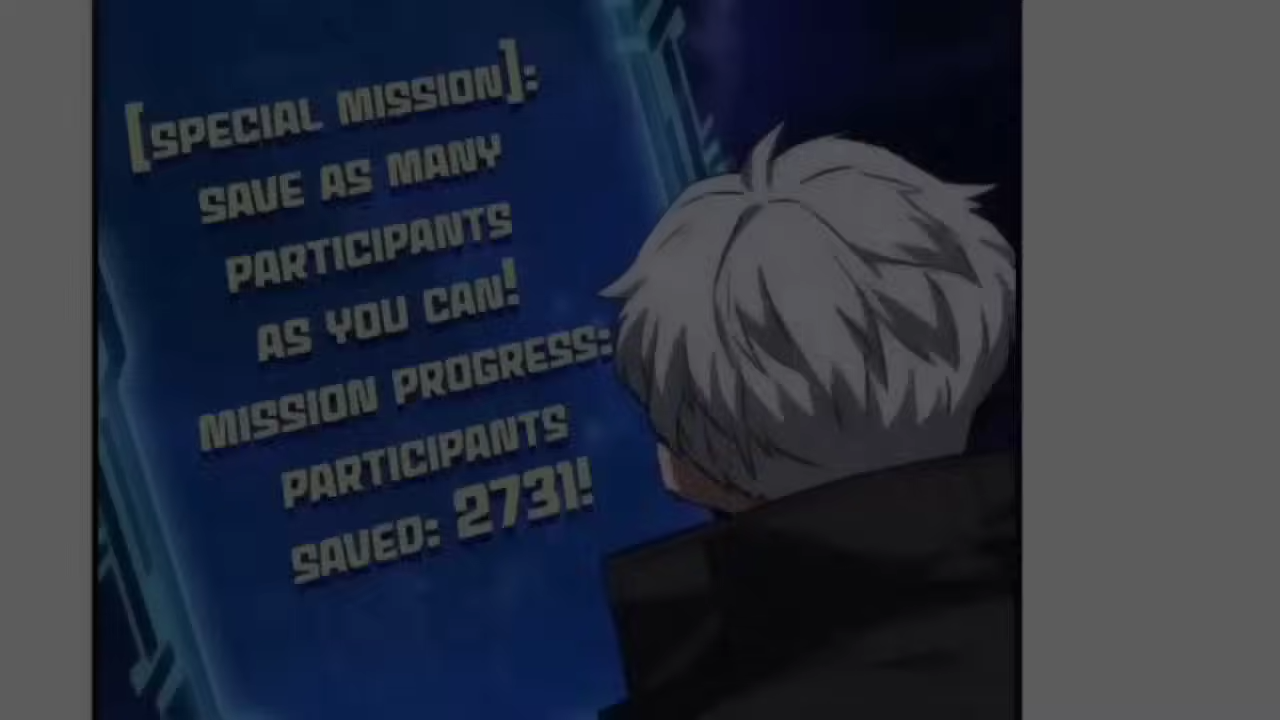 [SPECIAL MISSION]:
SAVE AS MANY
PARTICIPANTS
AS YOU CAN!
MISSION PROGRESS:
PARTICIPANTS
SAVED: 2731!